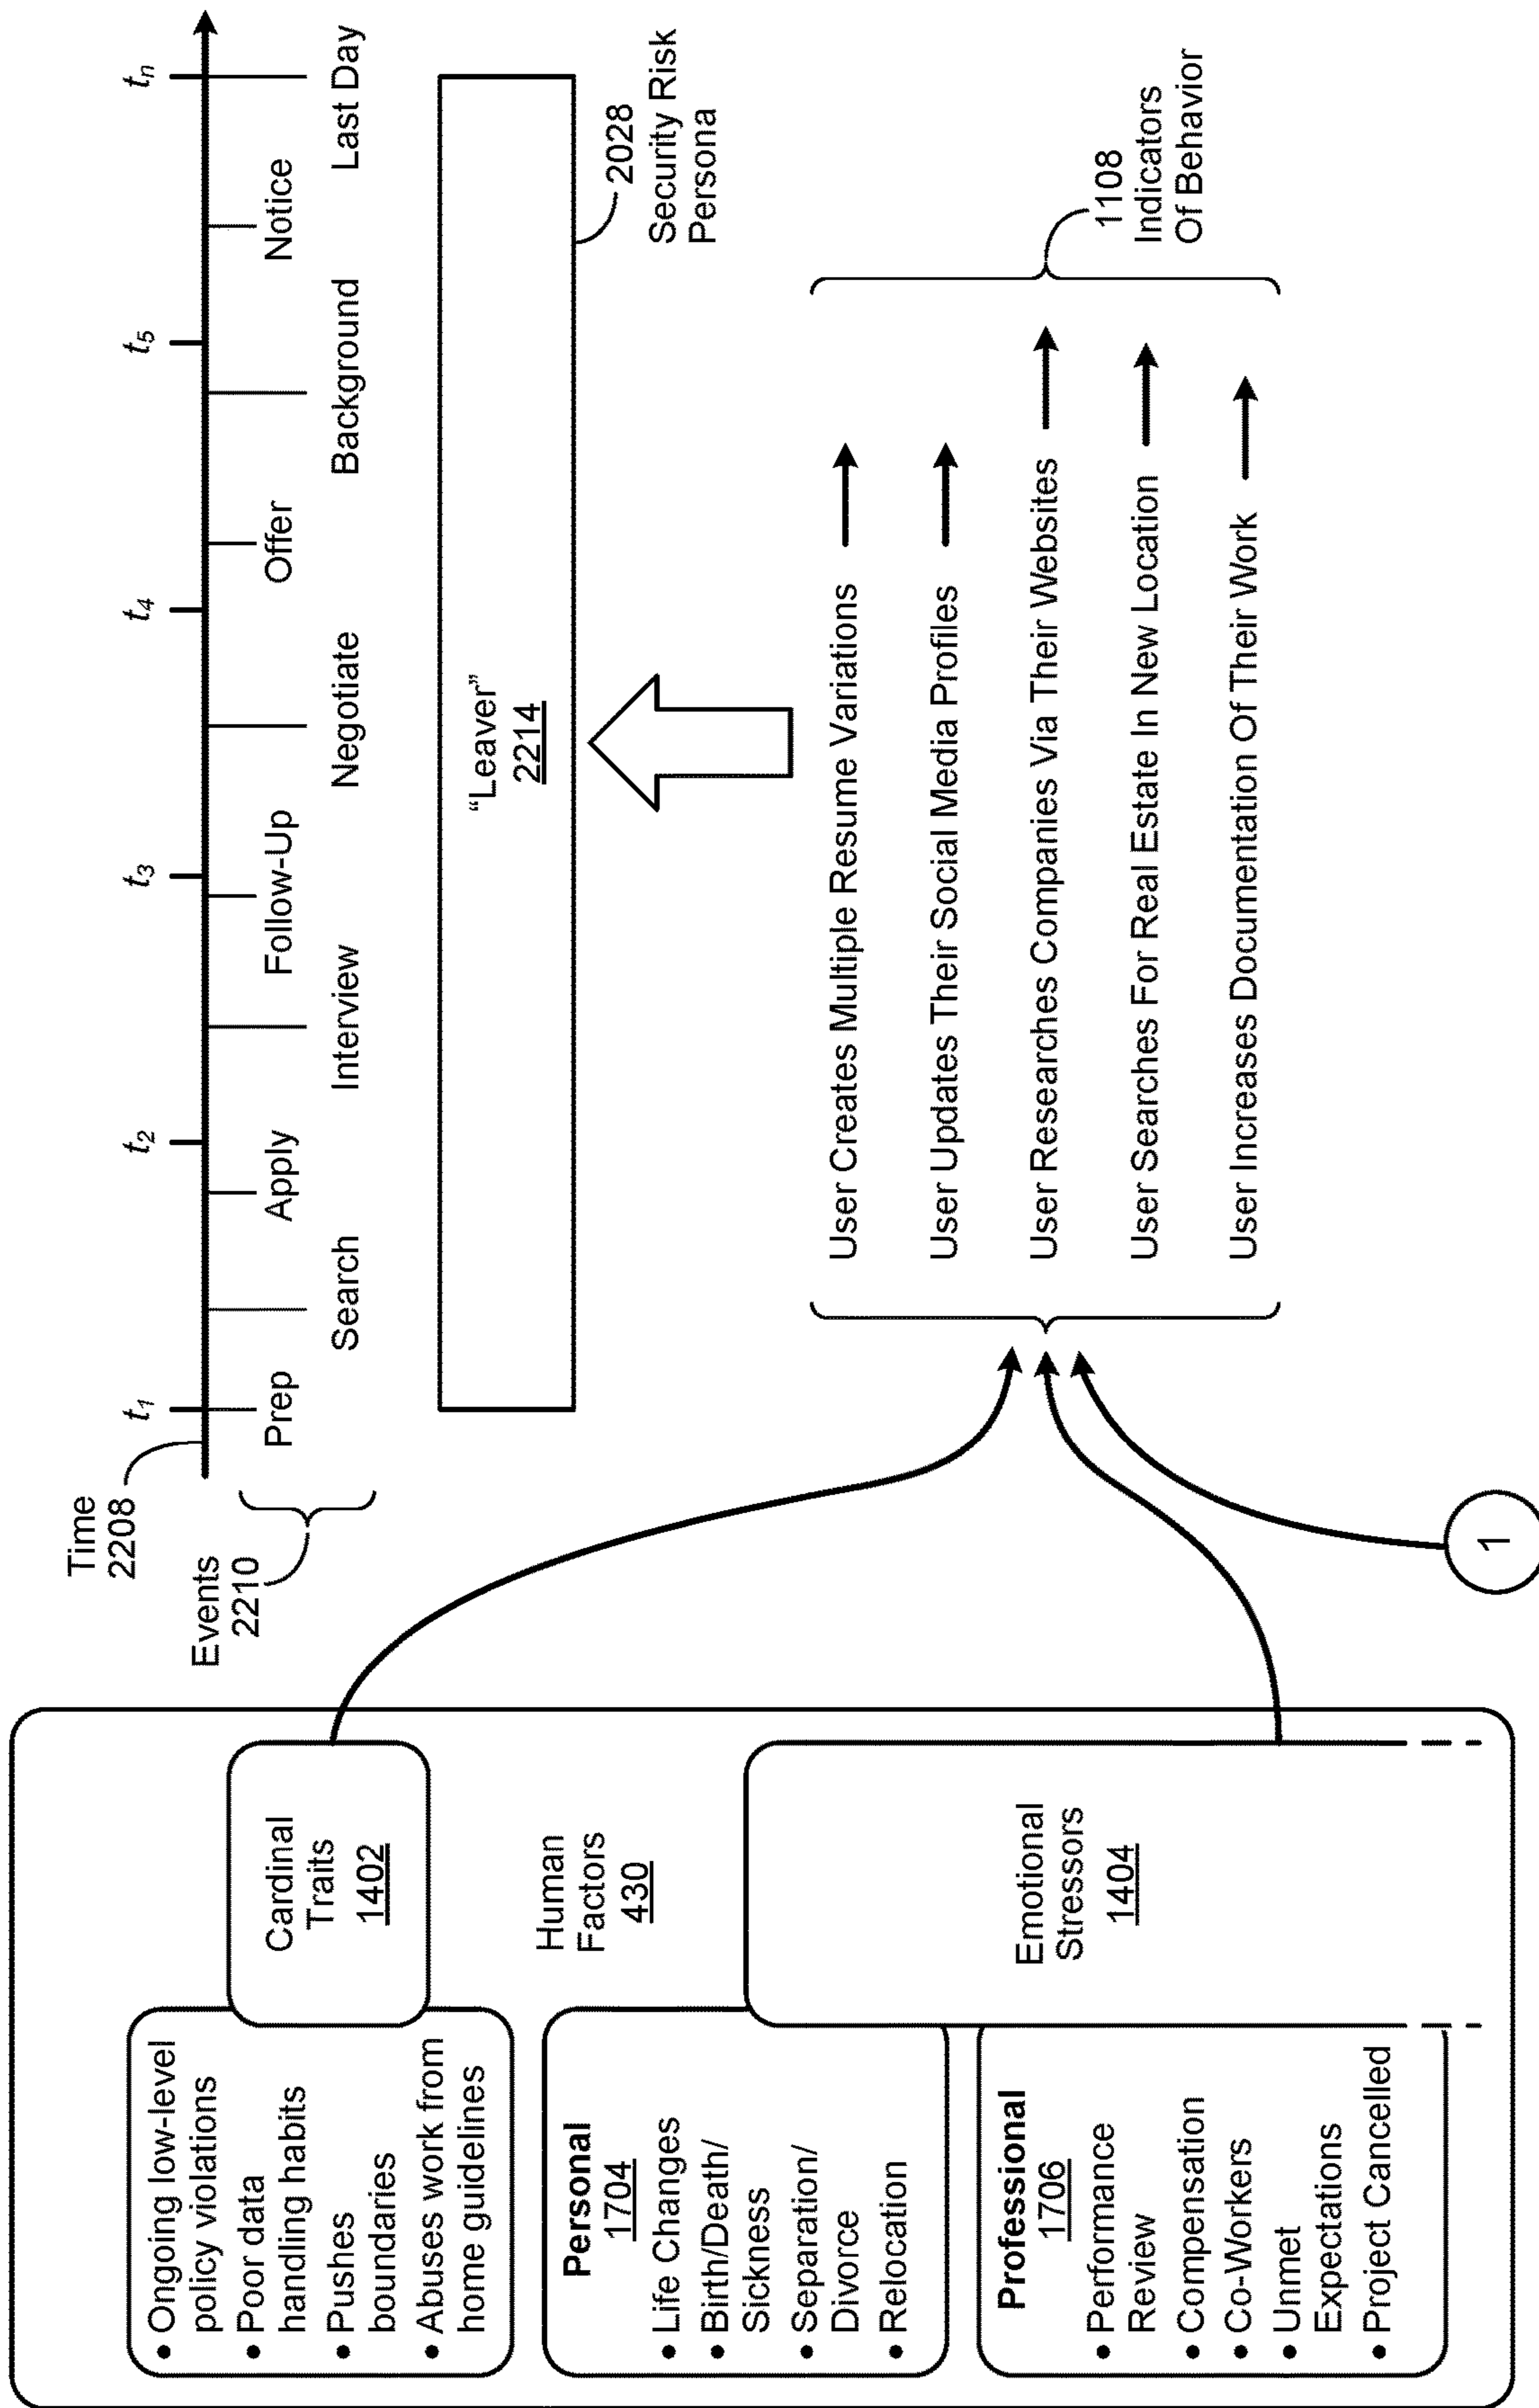 • Ongoing low-level
policy violations
• Poor data
handling habits
• Pushes
boundaries
• Abuses work from
home guidelines
Cardinal
Traits
1402
Human
Factors
430
Personal
1704
• Life Changes
• Birth/Death/
Sickness
• Separation/
Divorce
• Relocation
Professional
1706
• Performance
Review
• Compensation
• Co-Workers
• Unmet
Expectations
• Project Cancelled
Emotional
Stressors
1404
Time
2208
Events
2210
t1
t2
t3
t4
t5
tn
Prep
Search
Apply
Interview
Follow-Up
Negotiate
Offer
Background
Notice
Last Day
“Leaver”
2214
2028
Security Risk
Persona
User Creates Multiple Resume Variations
User Updates Their Social Media Profiles
User Researches Companies Via Their Websites
User Searches For Real Estate In New Location
User Increases Documentation Of Their Work
1108
Indicators
Of Behavior
1